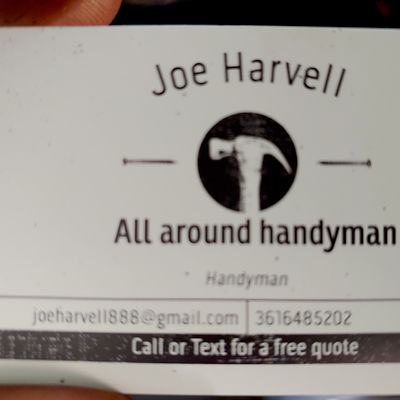 Joe Harvell
All around handyman
Handyman
joeharvell888@gmail.com 3616485202
Call or Text for a free quote